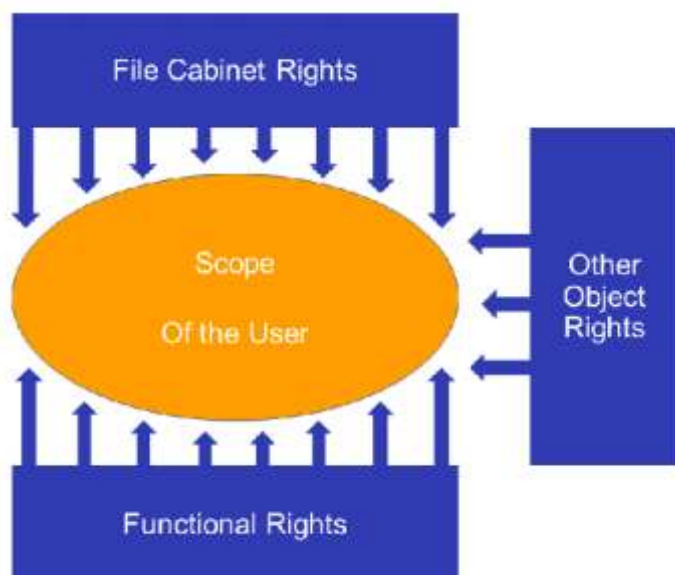 File Cabinet Rights
Scope
Of the User
Other
Object
Rights
Functional Rights